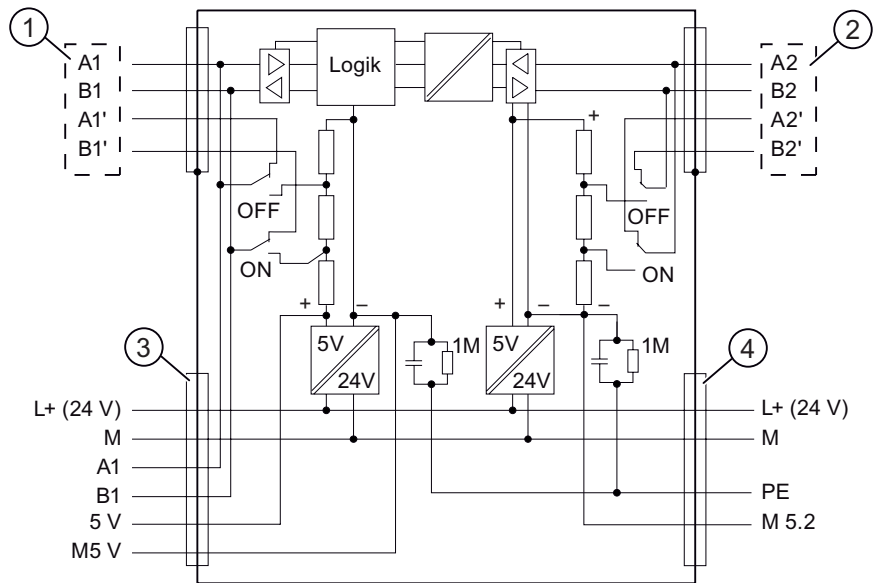 1
2
A1
B1
A1'
B1'
Logik
A2
B2
A2'
B2'
+
OFF
ON
OFF
ON
+
–
+
–
–
5V
24V
1M
5V
24V
1M
3
4
L+ (24 V)
M
A1
B1
5 V
M5 V
L+ (24 V)
M
PE
M 5.2